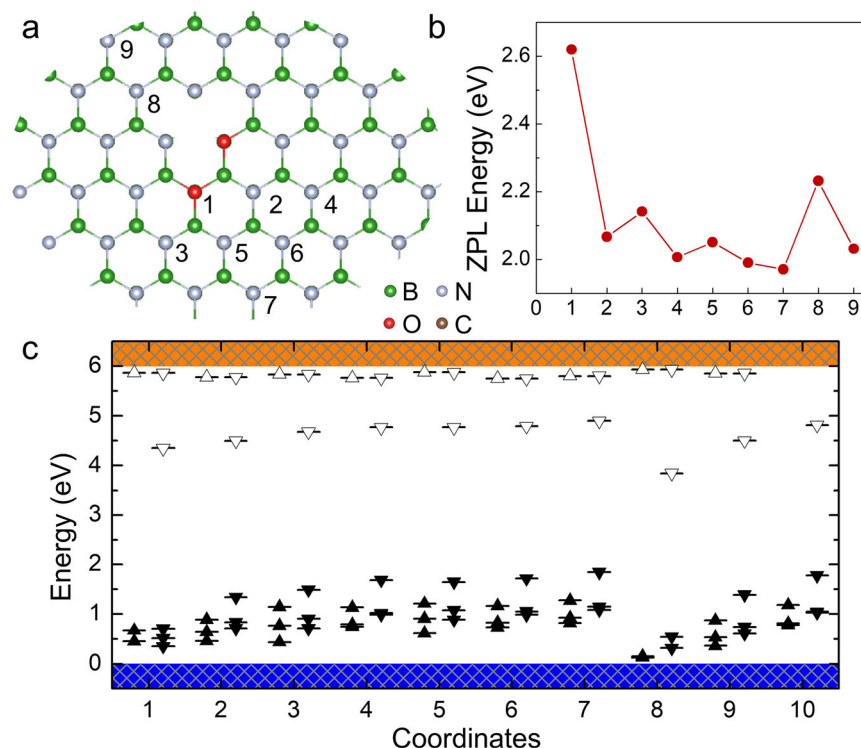 a
9
8
1
2
4
3
5
6
7
B
N
O
C
b
ZPL Energy (eV)
2.6
2.4
2.2
2.0
0 1 2 3 4 5 6 7 8 9
c
Energy (eV)
6
5
4
3
2
1
0
1 2 3 4 5 6 7 8 9 10
Coordinates